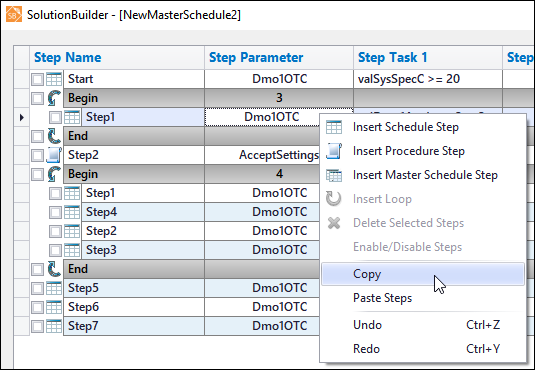 SolutionBuilder - [NewMasterSchedule2]
Step Name Step Parameter Step Task 1
Start Dmo1OTC valSysSpecC >= 20
Begin 3
Step1 Dmo1OTC
End
Step2 AcceptSettings
Begin 4
Step1 Dmo1OTC
Step4 Dmo1OTC
Step2 Dmo1OTC
Step3 Dmo1OTC
End
Step5 Dmo1OTC
Step6 Dmo1OTC
Step7 Dmo1OTC
Insert Schedule Step
Insert Procedure Step
Insert Master Schedule Step
Insert Loop
Delete Selected Steps
Enable/Disable Steps
Copy
Paste Steps
Undo Ctrl+Z
Redo Ctrl+Y